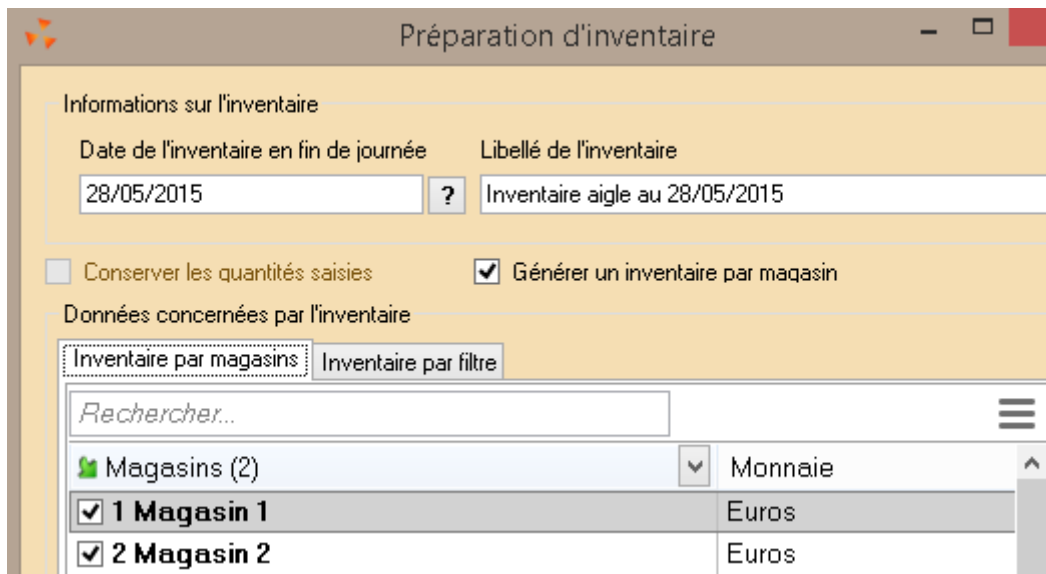 Préparation d'inventaire
Informations sur l'inventaire
Date de l'inventaire en fin de journée Libellé de l'inventaire
28/05/2015 ? Inventaire aigle au 28/05/2015
Conserver les quantités saisies Générer un inventaire par magasin
Données concernées par l'inventaire
Inventaire par magasins Inventaire par filtre
Rechercher...
Magasins (2) Monnaie
1 Magasin 1 Euros
2 Magasin 2 Euros